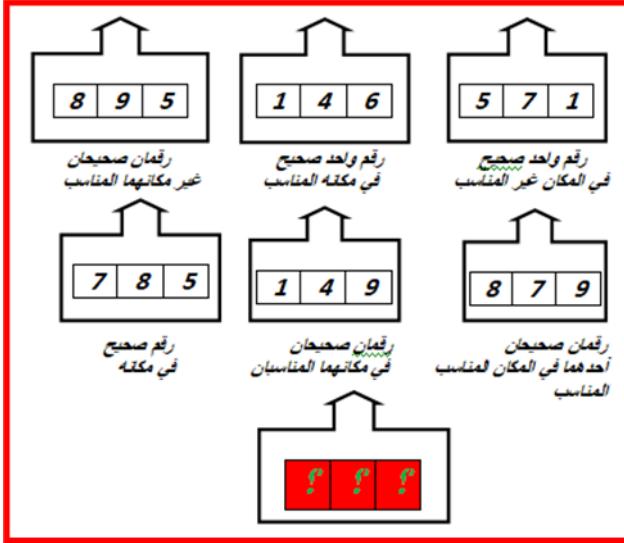 5 7 1
1 4 6
8 9 5
رقم واحد صحيح
في المكان غير المناسب
رقم واحد صحيح
في مكانه المناسب
رقمان صحيحان
غير مكانهما المناسب
8 7 9
1 4 9
7 8 5
رقمان صحيحان
أحدهما في المكان المناسب
المناسب
رقمان صحيحان
في مكانهما المناسبان
رقم صحيح
في مكانه
؟ ؟ ؟